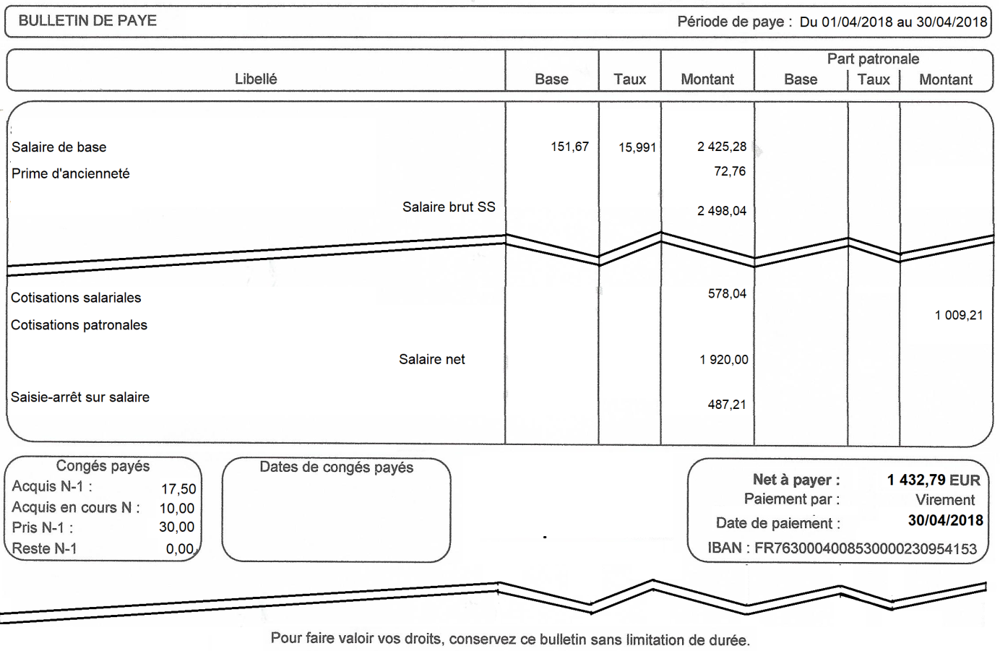 BULLETIN DE PAYE
Période de paye : Du 01/04/2018 au 30/04/2018
Part patronale
Libellé Base Taux Montant Base Taux Montant
Salaire de base 151,67 15,991 2 425,28
Prime d'ancienneté 72,76
Salaire brut SS 2 498,04
Cotisations salariales 578,04
Cotisations patronales 1 009,21
Salaire net 1 920,00
Saisie-arrêt sur salaire 487,21
Congés payés
Acquis N-1 : 17,50
Acquis en cours N : 10,00
Pris N-1 : 30,00
Reste N-1 0,00
Dates de congés payés
Net à payer : 1 432,79 EUR
Paiement par : Virement
Date de paiement : 30/04/2018
IBAN : FR7630004008530000230954153
Pour faire valoir vos droits, conservez ce bulletin sans limitation de durée.